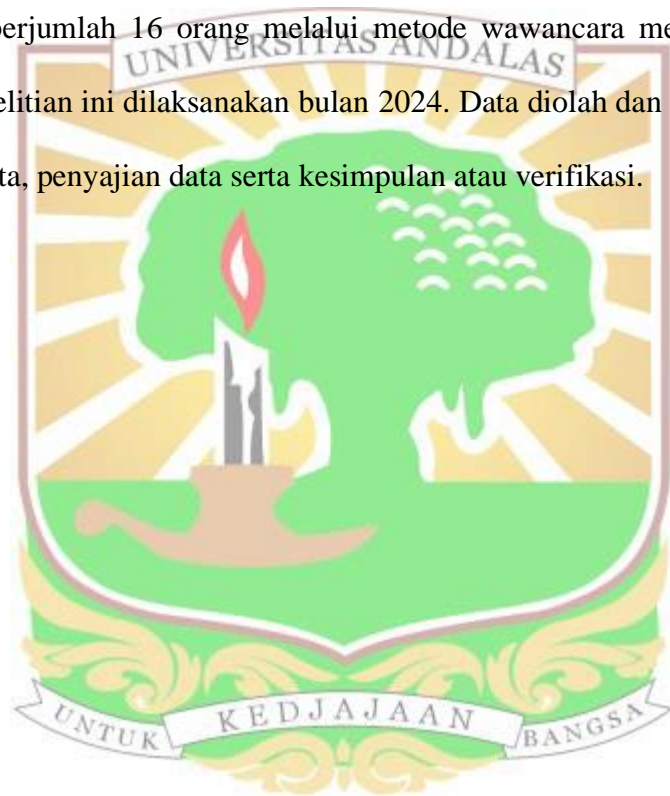 berjumlah 16 orang melalui metode wawancara me
UNIVERSITAS ANDALAS
elitian ini dilaksanakan bulan 2024. Data diolah dan
ta, penyajian data serta kesimpulan atau verifikasi.
UNTUK KEDJAJAAN BANGSA